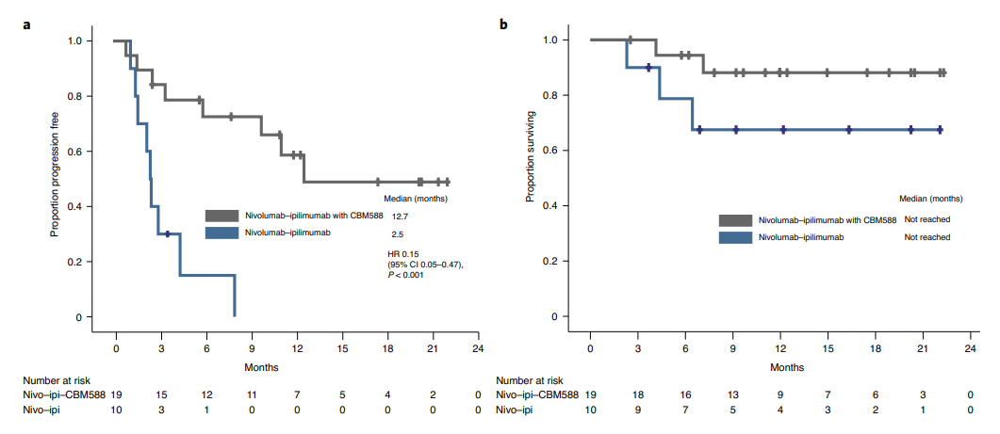 a
1.0
0.8
0.6
0.4
0.2
0
Proportion progression free
Median (months)
Nivolumab–ipilimumab with CBM588 12.7
Nivolumab–ipilimumab 2.5
HR 0.15
(95% CI 0.05–0.47),
P < 0.001
0 3 6 9 12 15 18 21 24
Months
Number at risk
Nivo–ipi–CBM588 19 15 12 11 7 5 4 2 0
Nivo–ipi 10 3 1 0 0 0 0 0 0
b
1.0
0.8
0.6
0.4
0.2
0
Proportion surviving
Median (months)
Nivolumab–ipilimumab with CBM588 Not reached
Nivolumab–ipilimumab Not reached
0 3 6 9 12 15 18 21 24
Months
Number at risk
Nivo–ipi–CBM588 19 18 16 13 9 7 6 3 0
Nivo–ipi 10 9 7 5 4 3 2 1 0